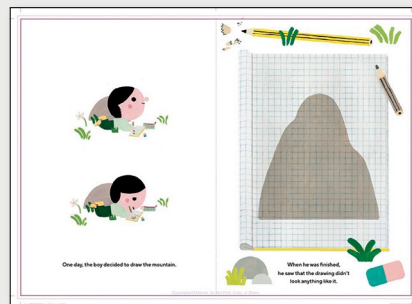 One day, the boy decided to draw the mountain.
When he was finished,
he saw that the drawing didn't
look anything like it.